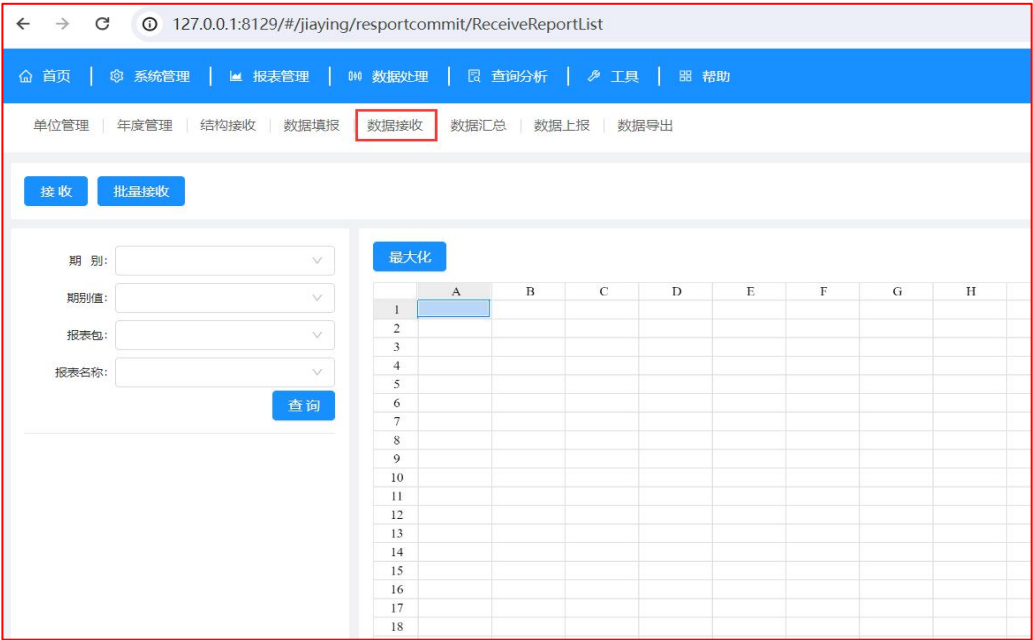 127.0.0.1:8129/#/jiaying/resportcommit/ReceiveReportList
首页 系统管理 报表管理 数据处理 查询分析 工具 帮助
单位管理 年度管理 结构接收 数据填报 数据接收 数据汇总 数据上报 数据导出
接收 批量接收
期 别:
期别值:
报表包:
报表名称:
查询
最大化
A B C D E F G H
1
2
3
4
5
6
7
8
9
10
11
12
13
14
15
16
17
18